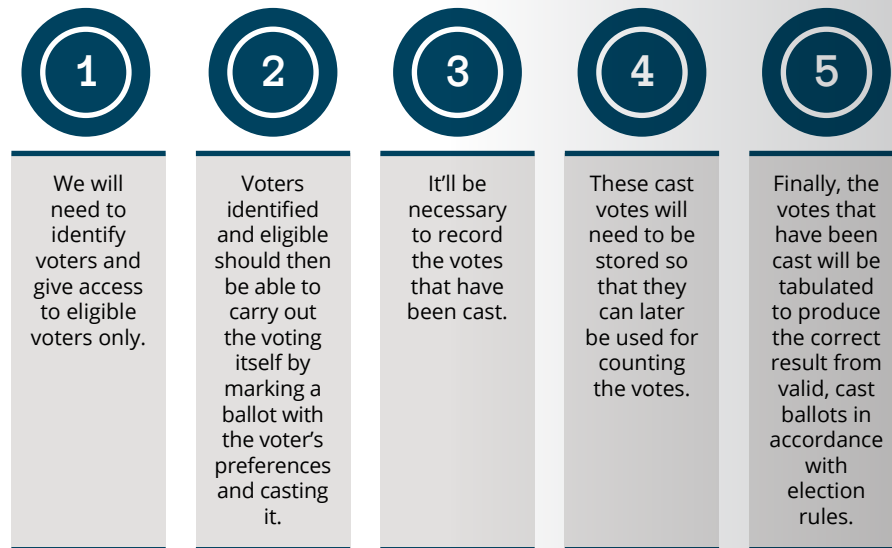 1
We will
need to
identify
voters and
give access
to eligible
voters only.
2
Voters
identified
and eligible
should then
be able to
carry out
the voting
itself by
marking a
ballot with
the voter’s
preferences
and casting
it.
3
It’ll be
necessary
to record
the votes
that have
been cast.
4
These cast
votes will
need to be
stored so
that they
can later
be used for
counting
the votes.
5
Finally, the
votes that
have been
cast will be
tabulated
to produce
the correct
result from
valid, cast
ballots in
accordance
with
election
rules.